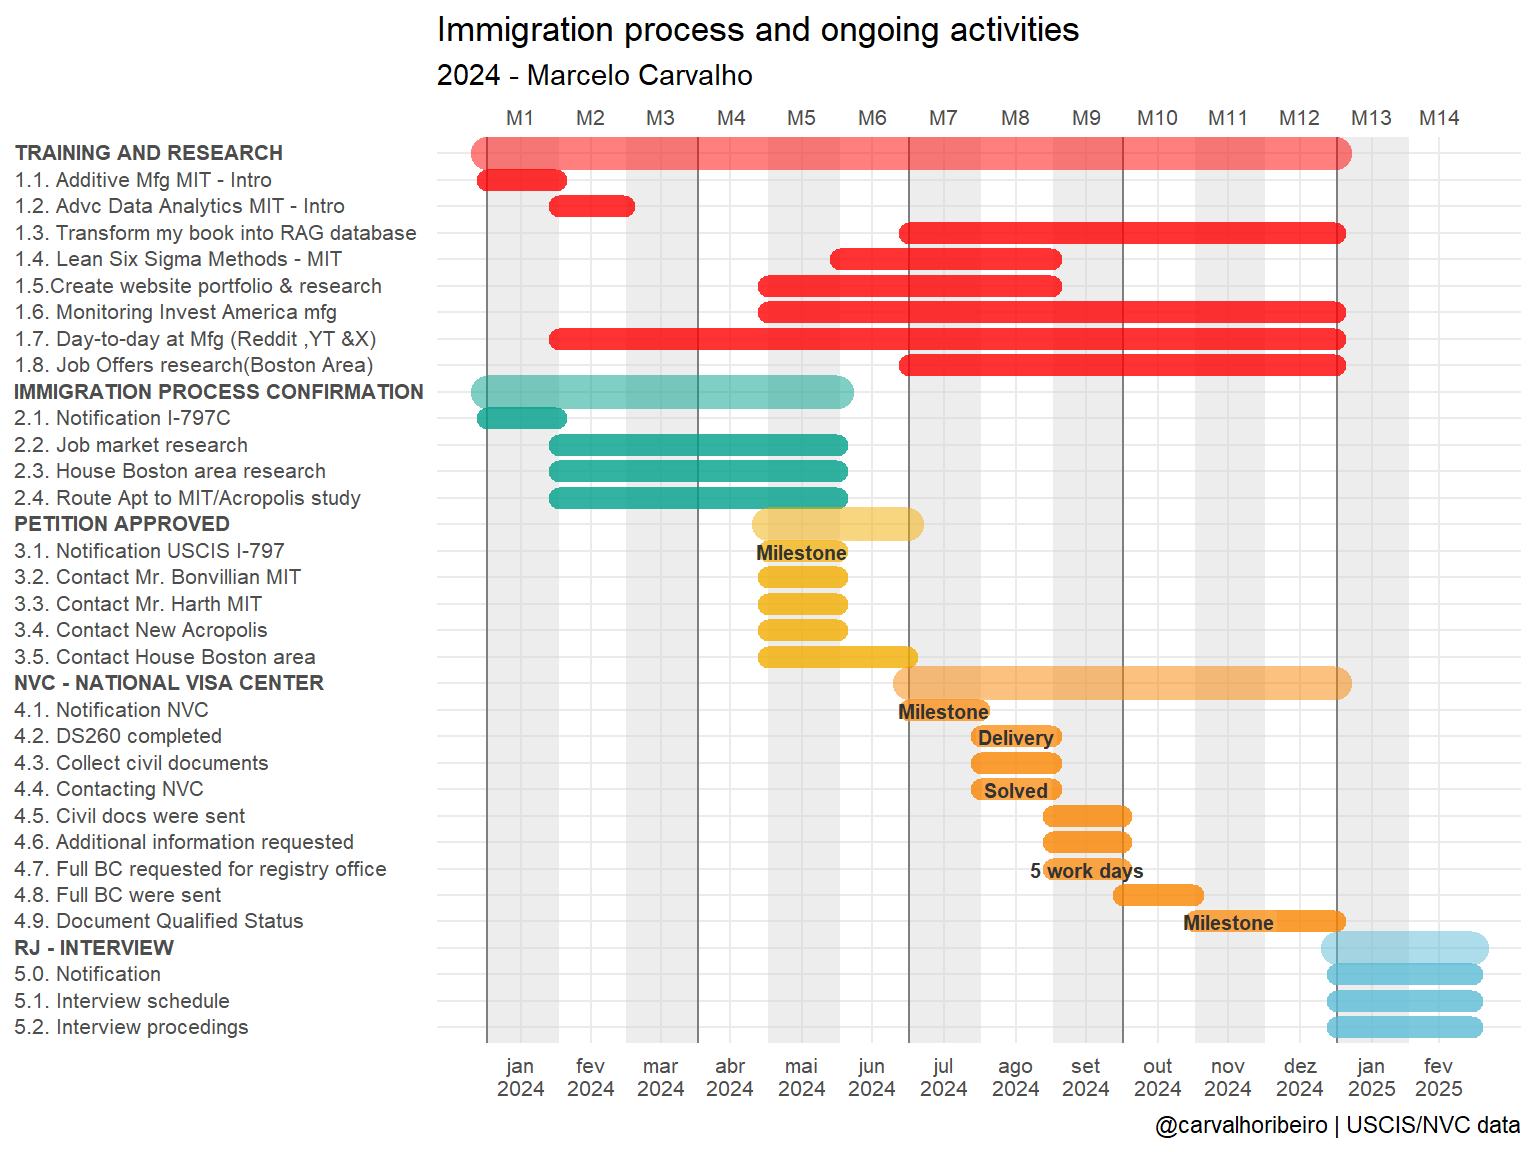 Immigration process and ongoing activities
2024 - Marcelo Carvalho
M1 M2 M3 M4 M5 M6 M7 M8 M9 M10 M11 M12 M13 M14
TRAINING AND RESEARCH
1.1. Additive Mfg MIT - Intro
1.2. Advc Data Analytics MIT - Intro
1.3. Transform my book into RAG database
1.4. Lean Six Sigma Methods - MIT
1.5.Create website portfolio & research
1.6. Monitoring Invest America mfg
1.7. Day-to-day at Mfg (Reddit ,YT &X)
1.8. Job Offers research(Boston Area)
IMMIGRATION PROCESS CONFIRMATION
2.1. Notification I-797C
2.2. Job market research
2.3. House Boston area research
2.4. Route Apt to MIT/Acropolis study
PETITION APPROVED
3.1. Notification USCIS I-797 Milestone
3.2. Contact Mr. Bonvillian MIT
3.3. Contact Mr. Harth MIT
3.4. Contact New Acropolis
3.5. Contact House Boston area
NVC - NATIONAL VISA CENTER
4.1. Notification NVC Milestone
4.2. DS260 completed Delivery
4.3. Collect civil documents
4.4. Contacting NVC Solved
4.5. Civil docs were sent
4.6. Additional information requested
4.7. Full BC requested for registry office 5 work days
4.8. Full BC were sent
4.9. Document Qualified Status Milestone
RJ - INTERVIEW
5.0. Notification
5.1. Interview schedule
5.2. Interview procedings
jan fev mar abr mai jun jul ago set out nov dez jan fev
2024 2024 2024 2024 2024 2024 2024 2024 2024 2024 2024 2024 2025 2025
@carvalhoribeiro | USCIS/NVC data